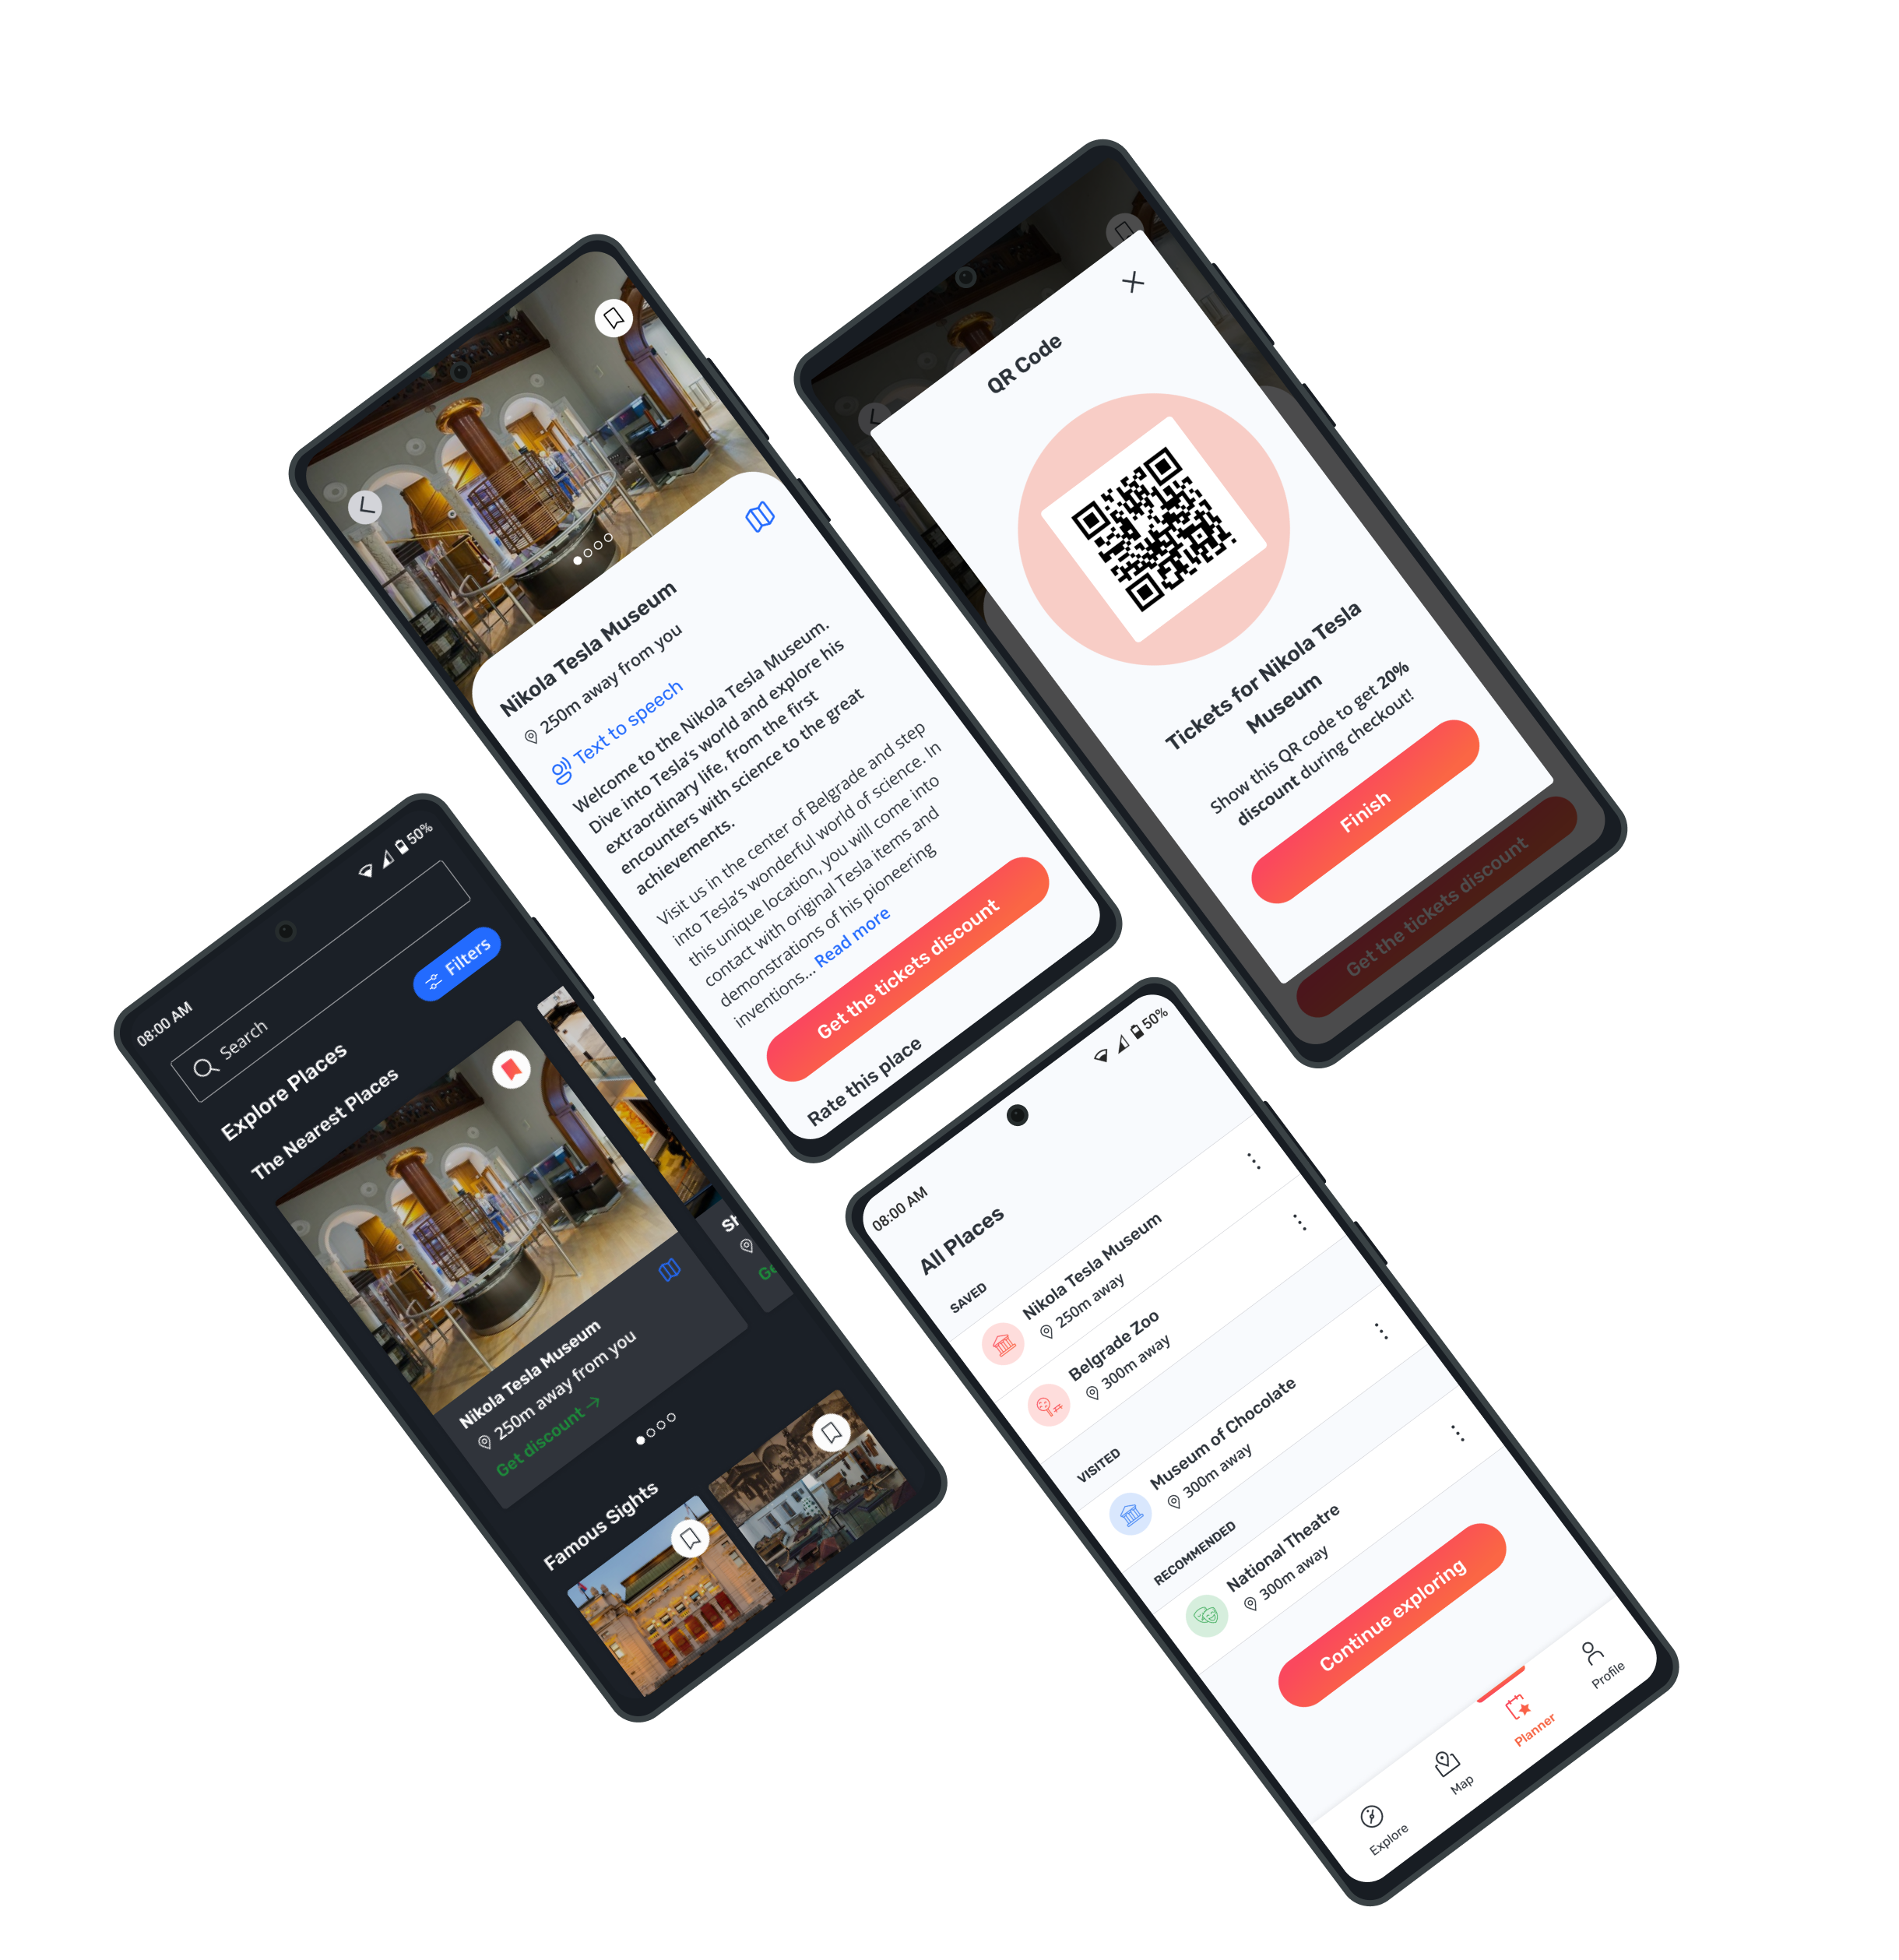 Nikola Tesla Museum
250m away from you
Text to speech
Welcome to the Nikola Tesla Museum.
Dive into Tesla's world and explore his
extraordinary life, from the first
encounters with science to the great
achievements.
Visit us in the center of Belgrade and step
into Tesla's wonderful world of science. In
this unique location, you will come into
contact with original Tesla items and
demonstrations of his pioneering
inventions... Read more
Get the tickets discount
Rate this place
QR Code
Tickets for Nikola Tesla
Museum
Show this QR code to get 20%
discount during checkout!
Finish
Get the tickets discount
08:00 AM
50%
Search
Filters
Explore Places
The Nearest Places
Nikola Tesla Museum
250m away from you
Get discount →
St
Ge
Famous Sights
08:00 AM
50%
All Places
SAVED
Nikola Tesla Museum
250m away
Belgrade Zoo
300m away
VISITED
Museum of Chocolate
300m away
RECOMMENDED
National Theatre
300m away
Continue exploring
Explore
Map
Planner
Profile